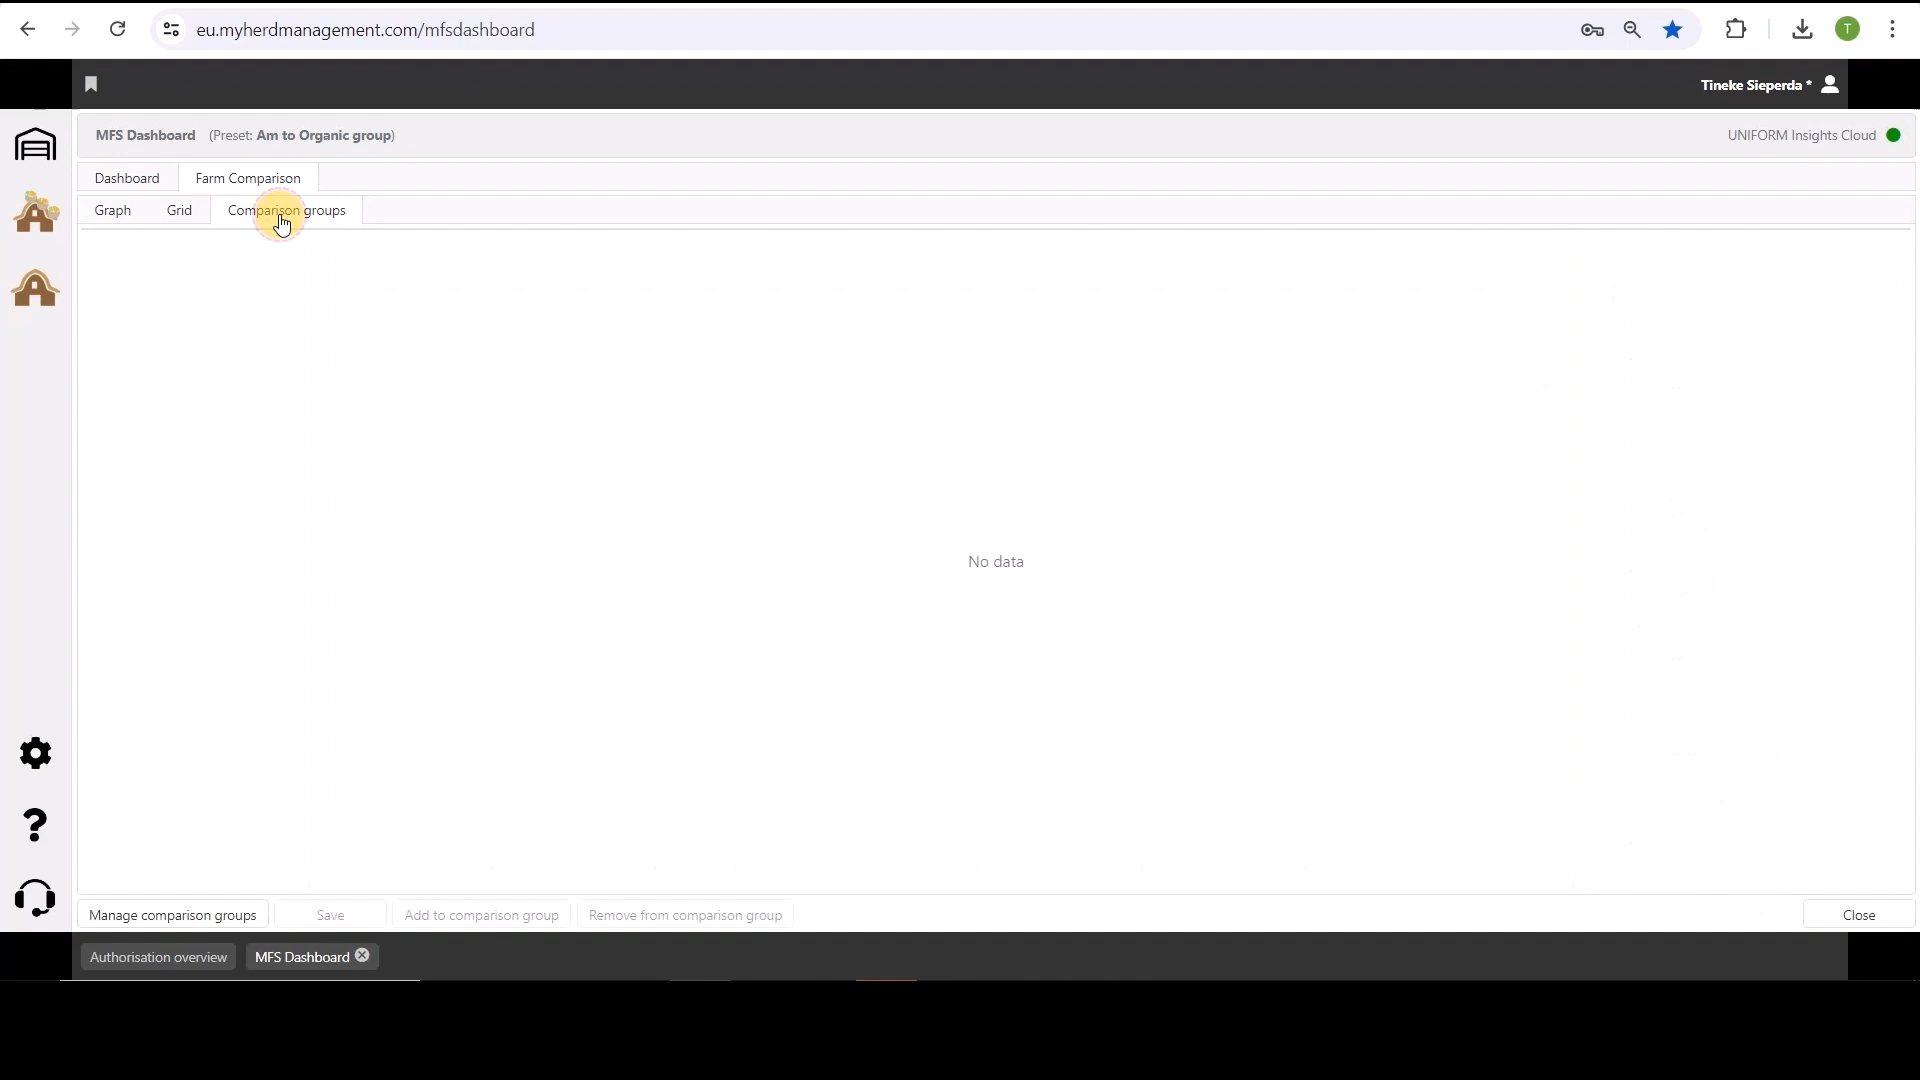 eu.myherdmanagement.com/mfsdashboard
T
Tineke Sieperda *
MFS Dashboard (Preset: Am to Organic group)
UNIFORM Insights Cloud
Dashboard Farm Comparison
Graph Grid Comparison groups
No data
Manage comparison groups Save Add to comparison group Remove from comparison group Close
Authorisation overview MFS Dashboard